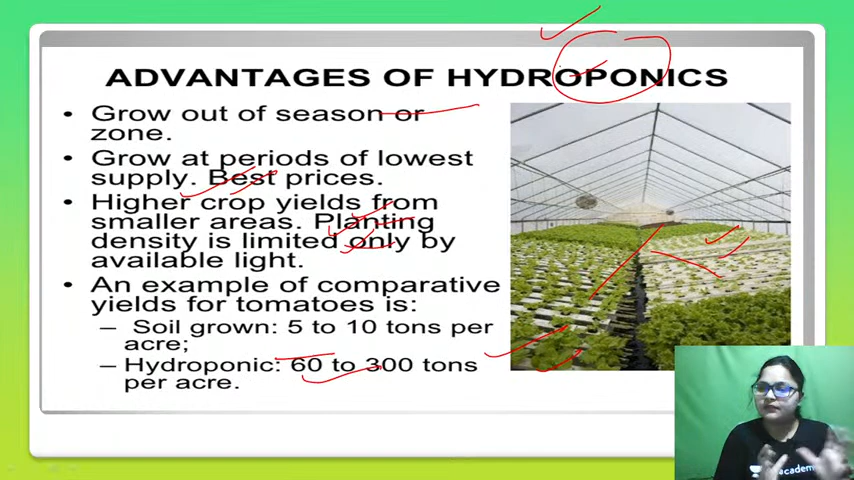 ADVANTAGES OF HYDROPONICS
• Grow out of season or
zone.
• Grow at periods of lowest
supply. Best prices.
• Higher crop yields from
smaller areas. Planting
density is limited only by
available light.
• An example of comparative
yields for tomatoes is:
– Soil grown: 5 to 10 tons per
acre;
– Hydroponic: 60 to 300 tons
per acre.